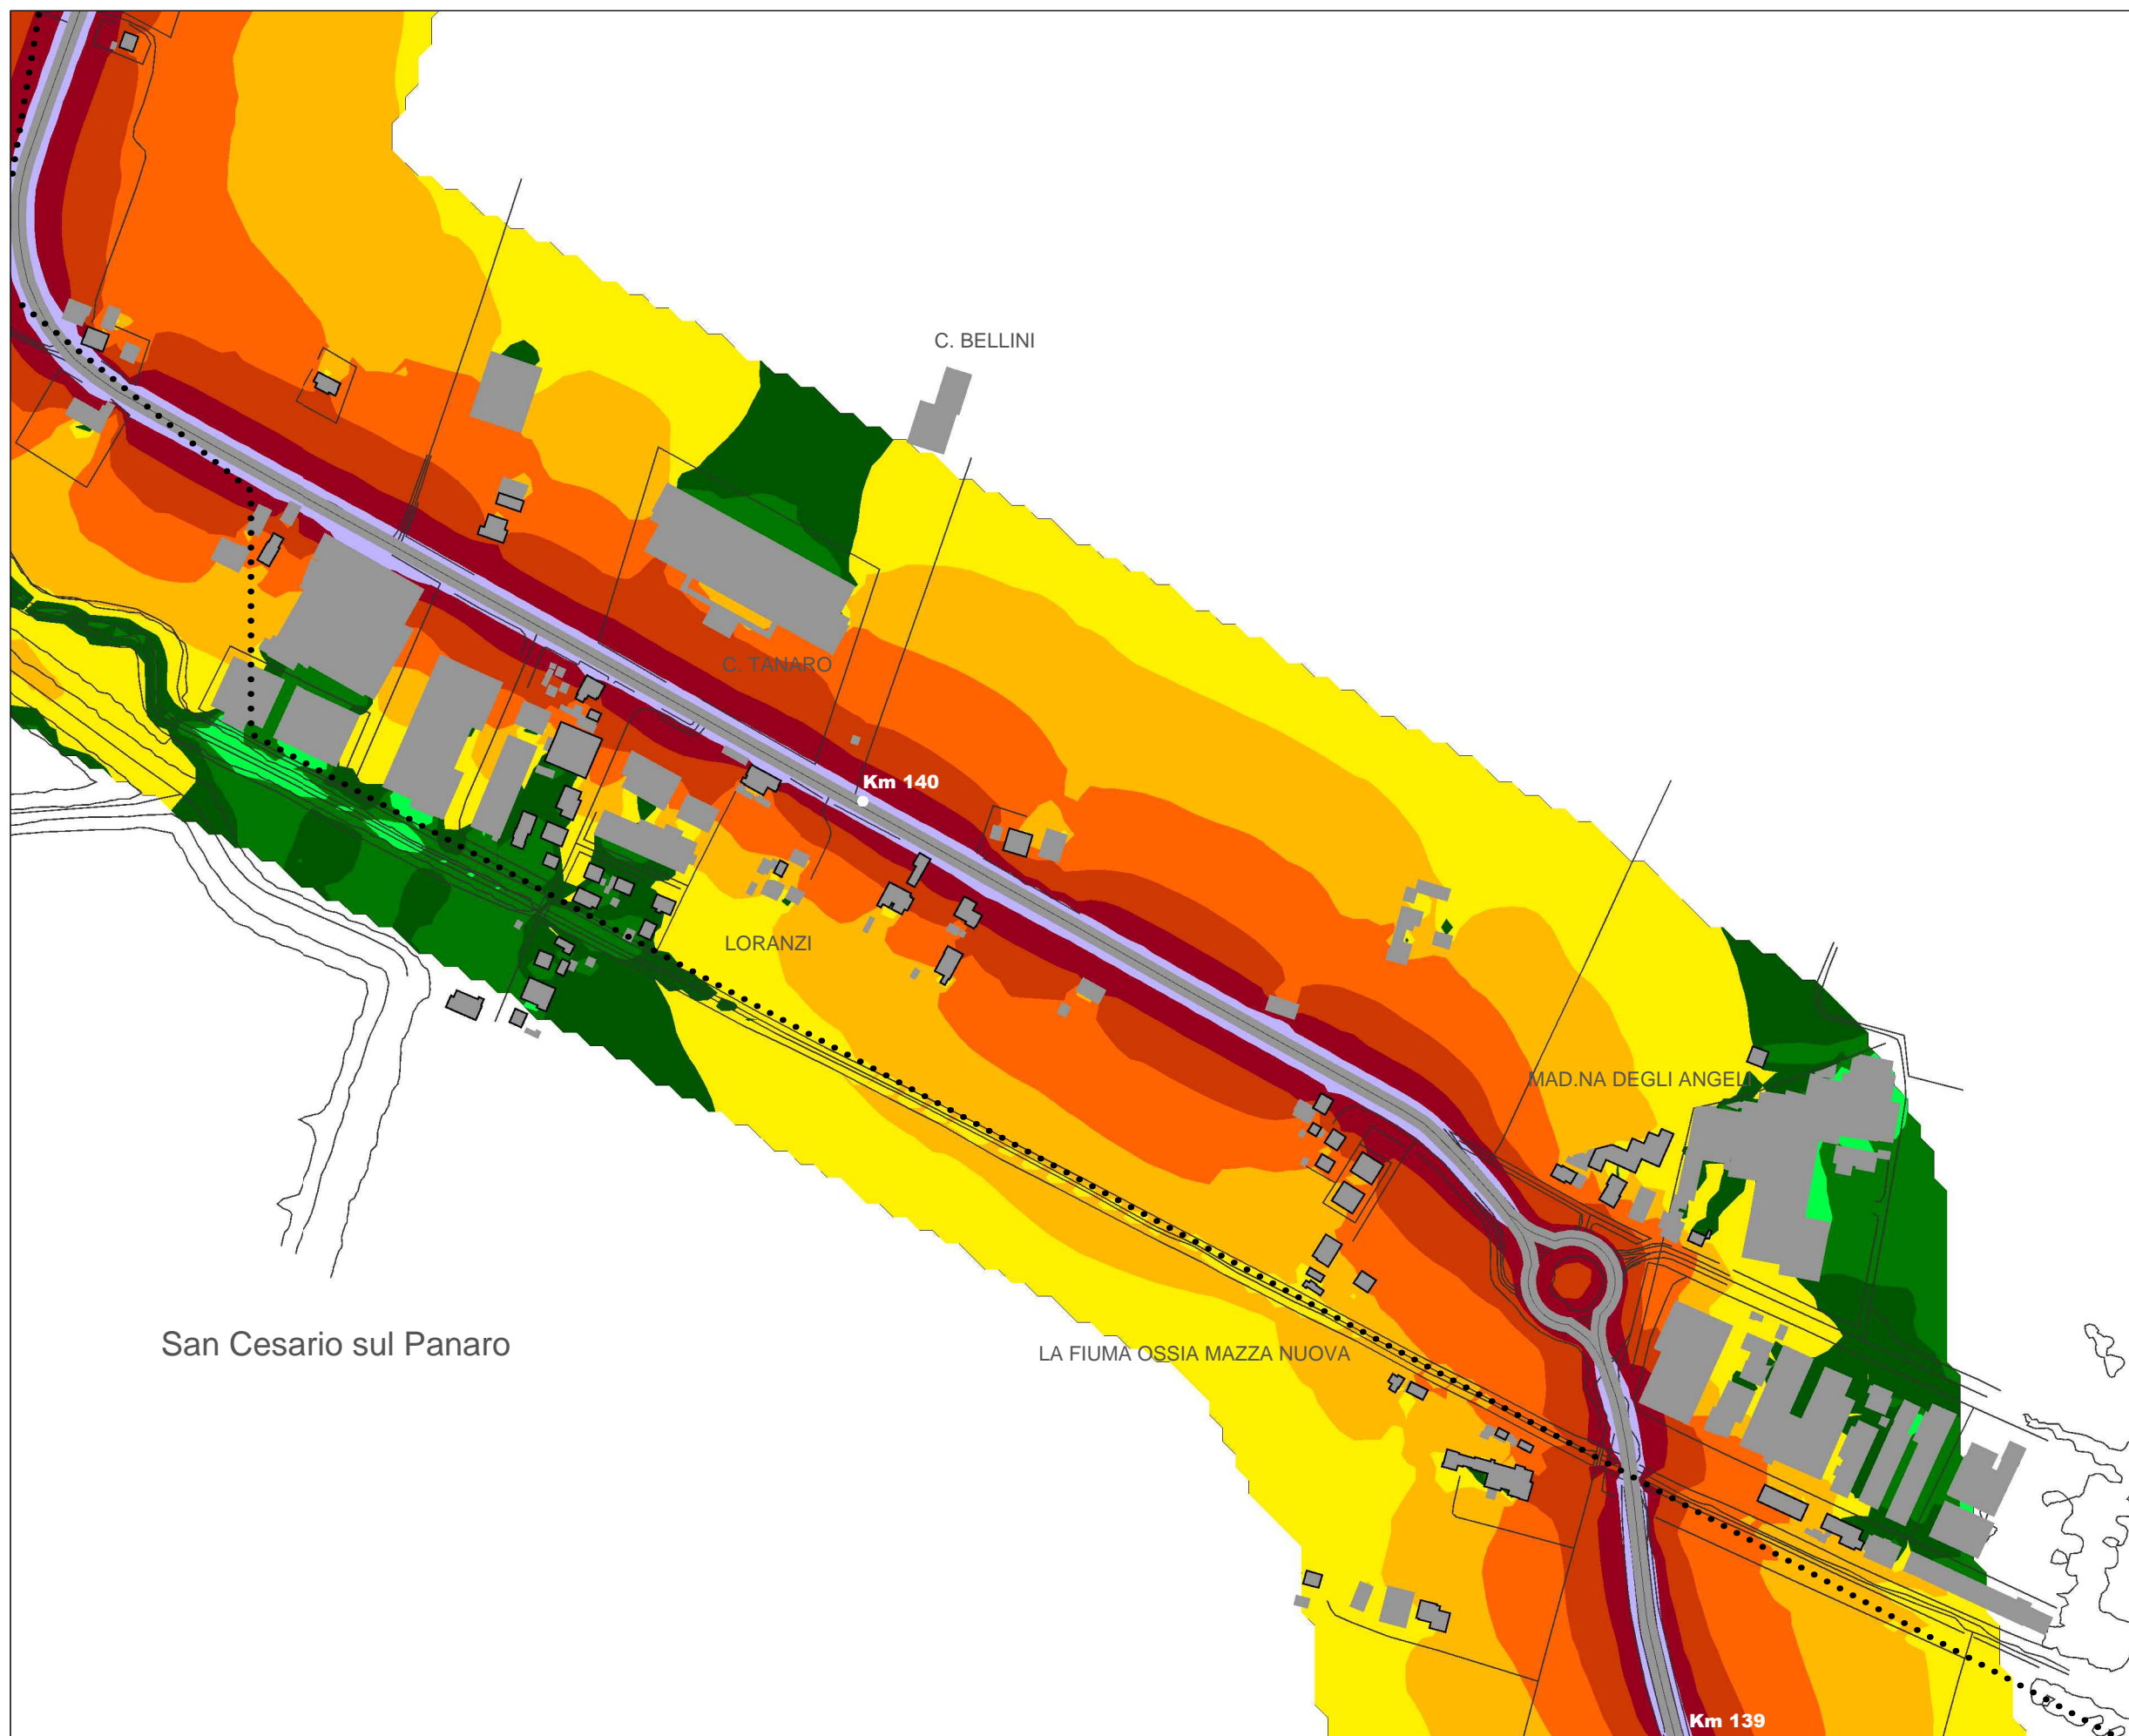 C. BELLINI
C. TANARO
Km 140
LORANZI
MAD.NA DEGLI ANGELI
San Cesario sul Panaro
LA FIUMA OSSIA MAZZA NUOVA
Km 139